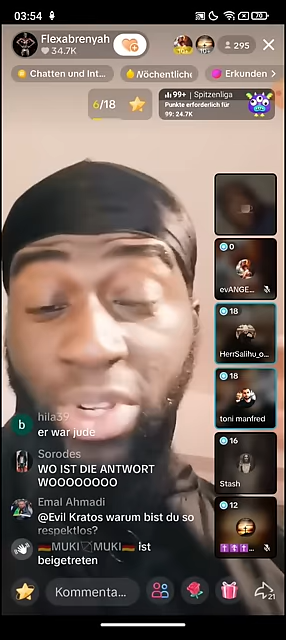 03:54
70
Flexabrenyah
34.7K
295
Chatten und Int...
Nöchentliche
Erkunden
6/18
99+ | Spitzenliga
Punkte erforderlich für
99: 24.7K
0
evANGE...
18
HerrSalihu_o...
18
toni manfred
16
Stash
12
b
hila39
er war jude
Sorodes
WO IST DIE ANTWORT
WOOOOOOOO
Emal Ahmadi
@Evil Kratos warum bist du so
respektlos?
🇩🇪MUKI MUKI🇩🇪 ist
beigetreten
Kommenta...
21